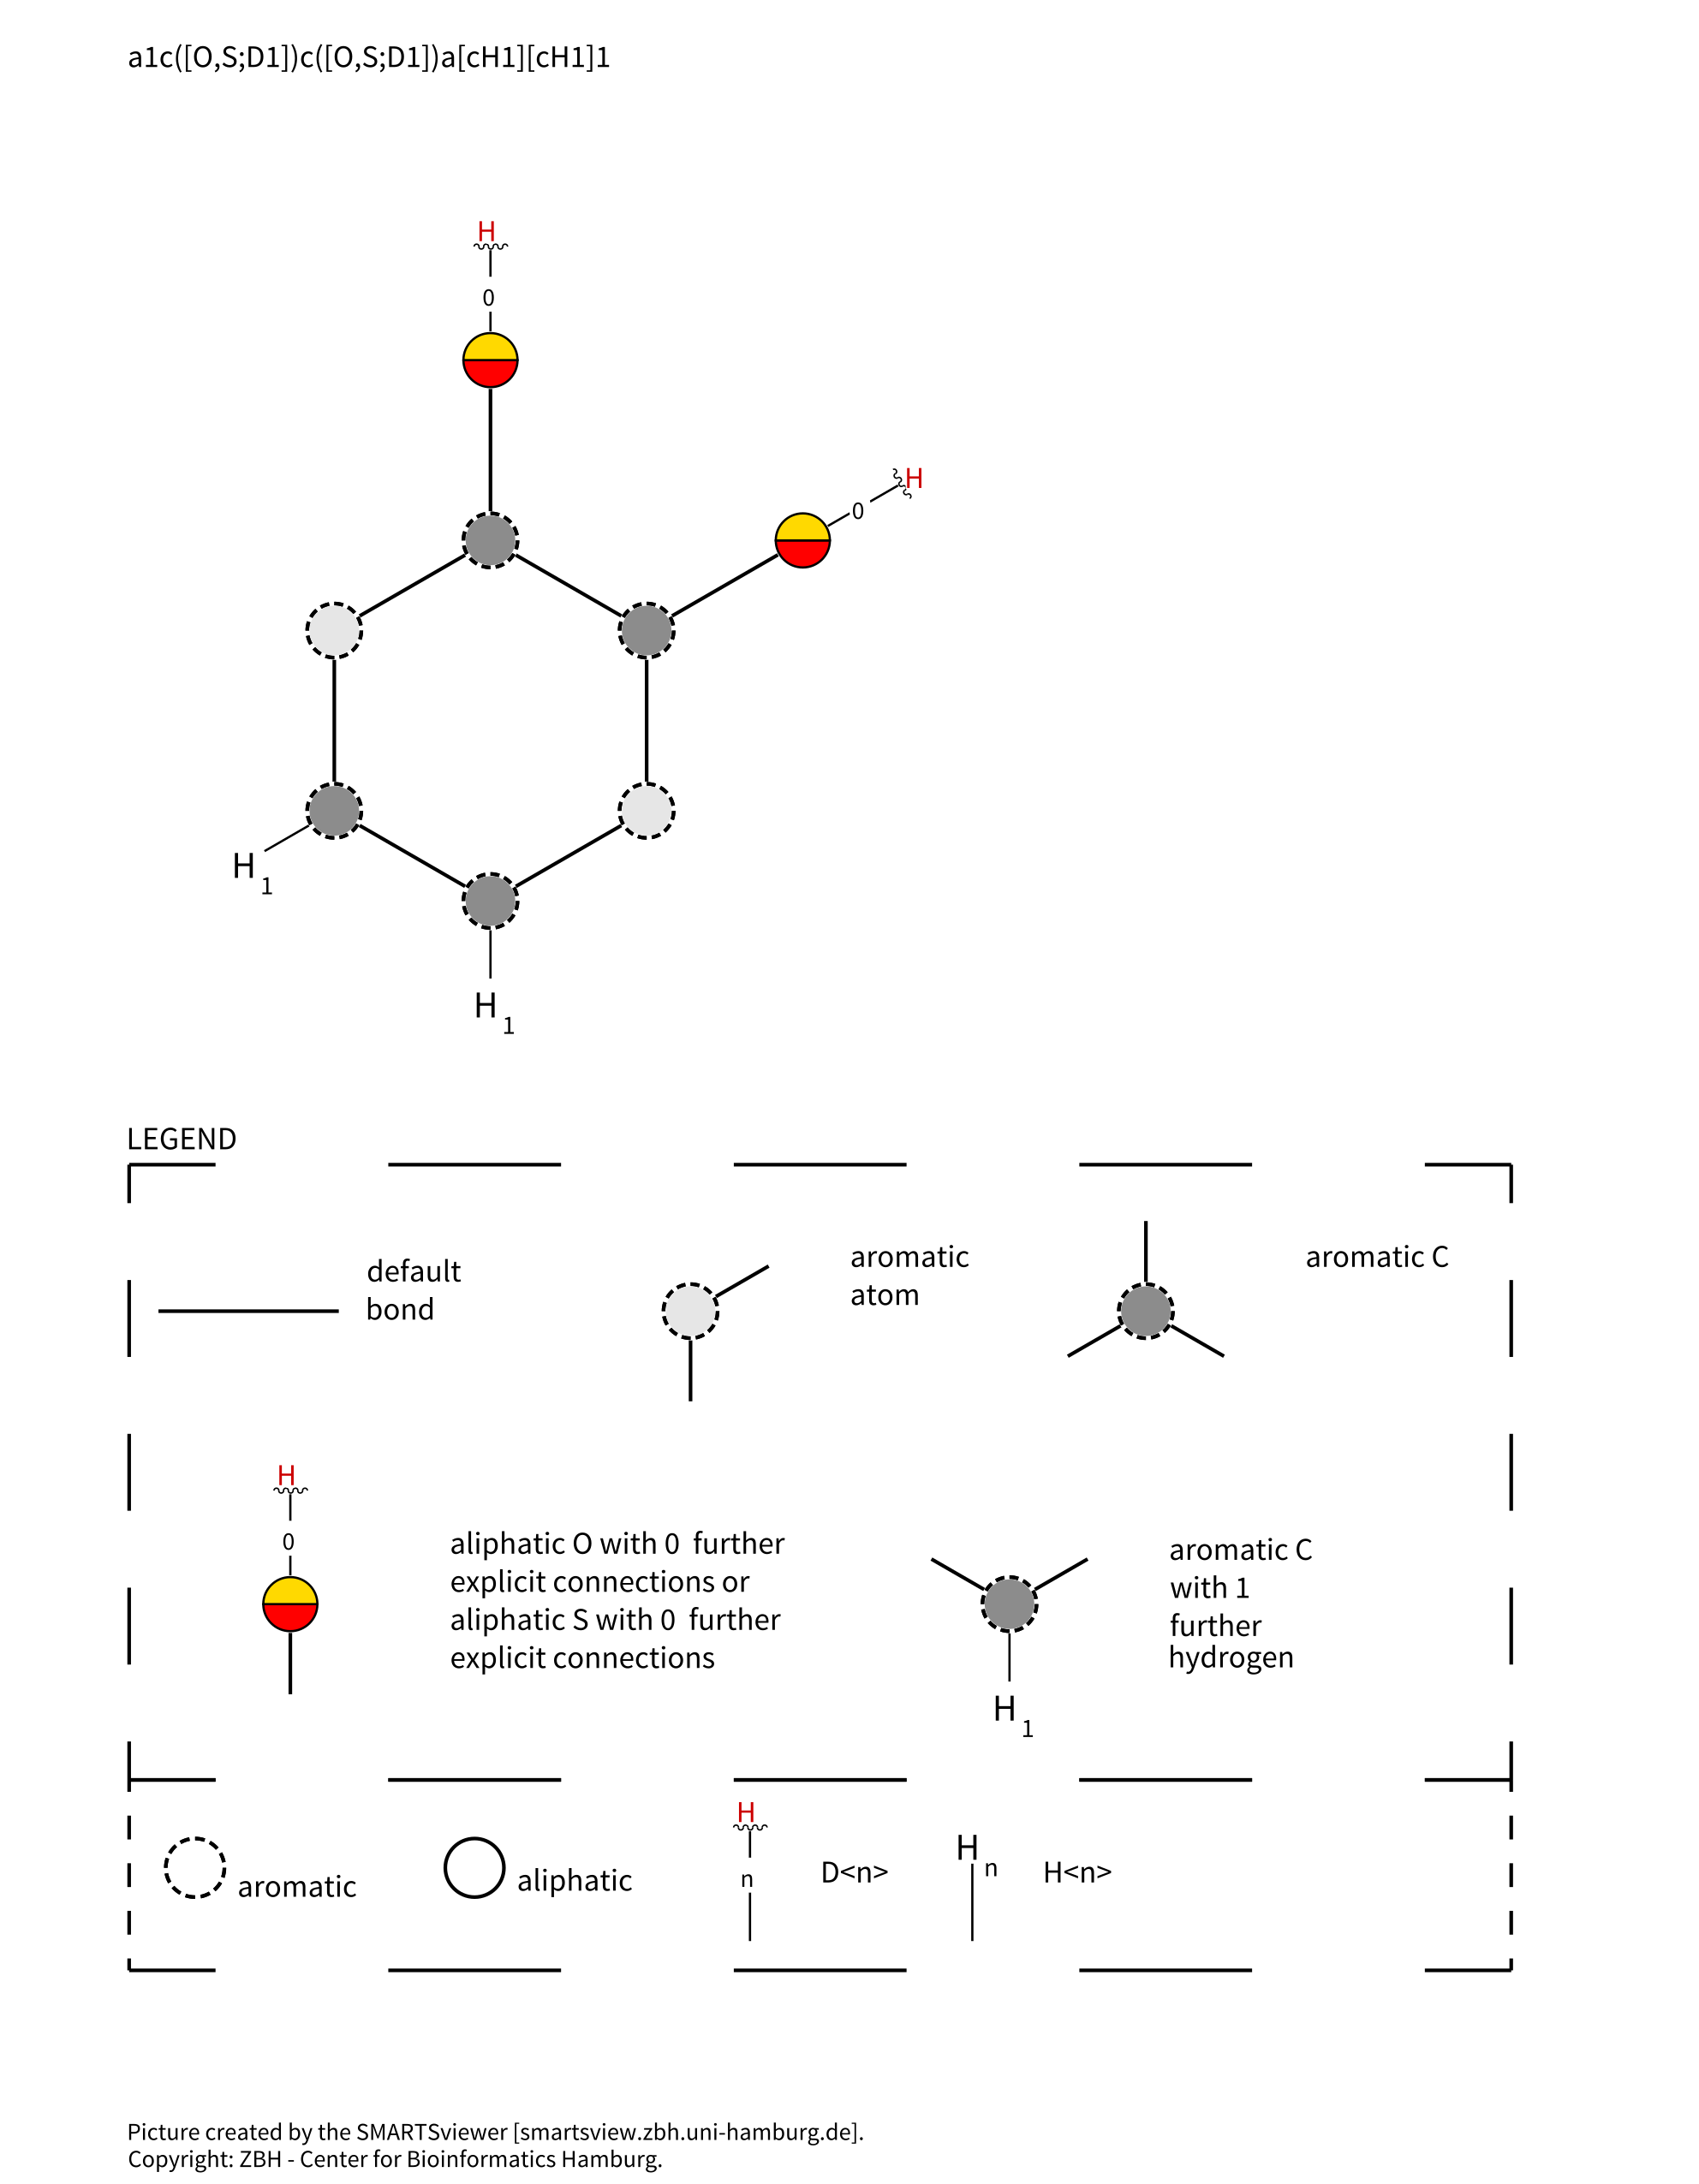 a1c([O,S;D1])c([O,S;D1])a[cH1][cH1]1
H
0
H
0
H 1
H 1
LEGEND
default
bond
aromatic
atom
aromatic C
H
0
aliphatic O with 0 further
explicit connections or
aliphatic S with 0 further
explicit connections
aromatic C
with 1
further
hydrogen
H 1
aromatic
aliphatic
H
n
D<n>
H n
H<n>
Picture created by the SMARTSviewer [smartsview.zbh.uni-hamburg.de].
Copyright: ZBH - Center for Bioinformatics Hamburg.